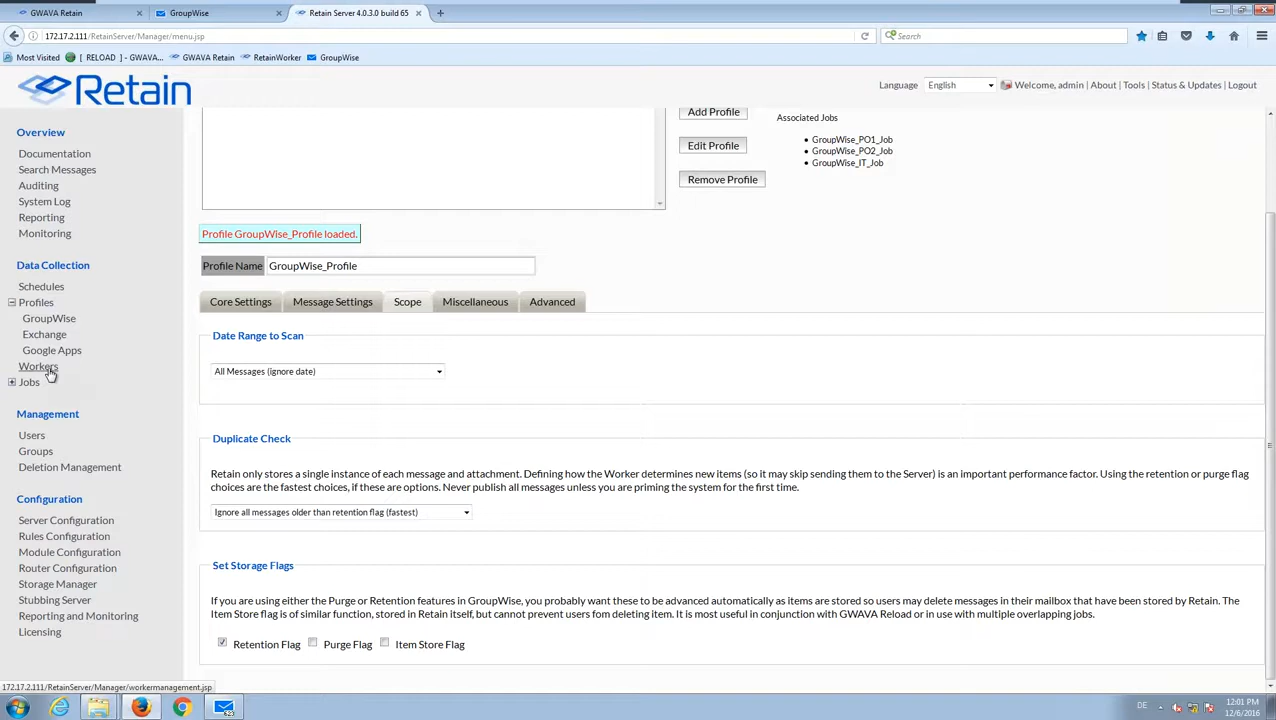 GWAVA Retain
GroupWise
Retain Server 4.0.3.0 build 65
172.17.2.111/RetainServer/Manager/menu.jsp
Search
Most Visited
[ RELOAD ] - GWAVA...
GWAVA Retain
RetainWorker
GroupWise
Retain
Language English Welcome, admin | About | Tools | Status & Updates | Logout
Overview
Documentation
Search Messages
Auditing
System Log
Reporting
Monitoring
Data Collection
Schedules
Profiles
GroupWise
Exchange
Google Apps
Workers
Jobs
Management
Users
Groups
Deletion Management
Configuration
Server Configuration
Rules Configuration
Module Configuration
Router Configuration
Storage Manager
Stubbing Server
Reporting and Monitoring
Licensing
Add Profile
Edit Profile
Remove Profile
Associated Jobs
• GroupWise_PO1_Job
• GroupWise_PO2_Job
• GroupWise_IT_Job
Profile GroupWise_Profile loaded.
Profile Name GroupWise_Profile
Core Settings Message Settings Scope Miscellaneous Advanced
Date Range to Scan
All Messages (ignore date)
Duplicate Check
Retain only stores a single instance of each message and attachment. Defining how the Worker determines new items (so it may skip sending them to the Server) is an important performance factor. Using the retention or purge flag
choices are the fastest choices, if these are options. Never publish all messages unless you are priming the system for the first time.
Ignore all messages older than retention flag (fastest)
Set Storage Flags
If you are using either the Purge or Retention features in GroupWise, you probably want these to be advanced automatically as items are stored so users may delete messages in their mailbox that have been stored by Retain. The
Item Store flag is of similar function, stored in Retain itself, but cannot prevent users fom deleting item. It is most useful in conjunction with GWAVA Reload or in use with multiple overlapping jobs.
Retention Flag Purge Flag Item Store Flag
172.17.2.111/RetainServer/Manager/workermanagement.jsp
623
DE
12:01 PM
12/6/2016